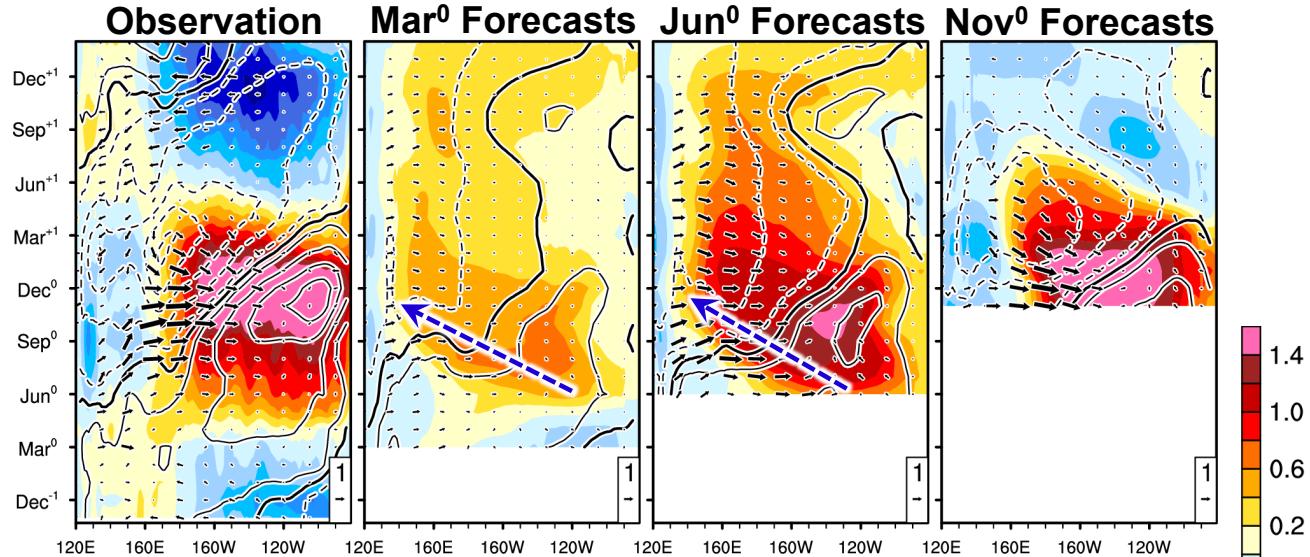 Observation
Mar⁰ Forecasts
Jun⁰ Forecasts
Nov⁰ Forecasts
Dec⁺¹
Sep⁺¹
Jun⁺¹
Mar⁺¹
Dec⁰
Sep⁰
Jun⁰
Mar⁰
Dec⁻¹
1
1
1
1
120E 160E 160W 120W
120E 160E 160W 120W
120E 160E 160W 120W
120E 160E 160W 120W
1.4
1.0
0.6
0.2